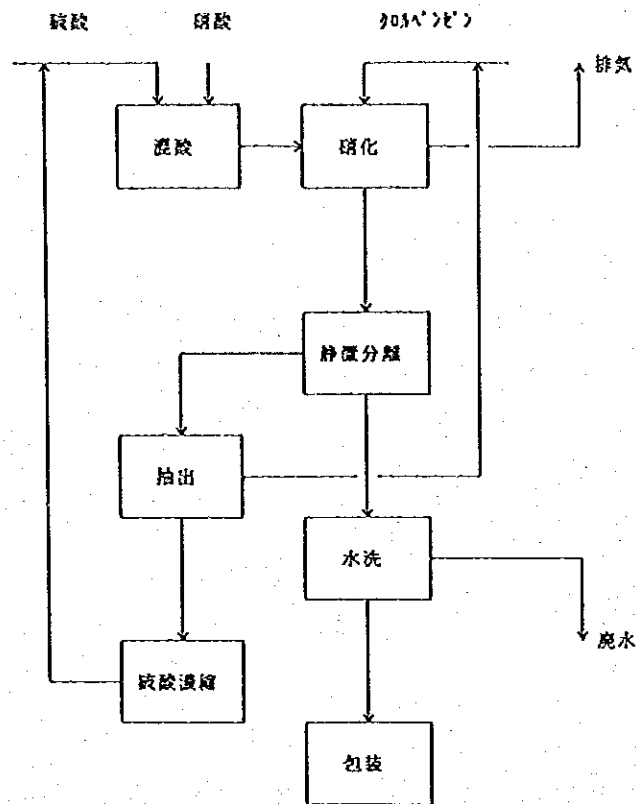 硫酸
硝酸
クロルベンゼン
排気
混酸
硝化
静微分離
抽出
水洗
廃水
硫酸濃縮
包装